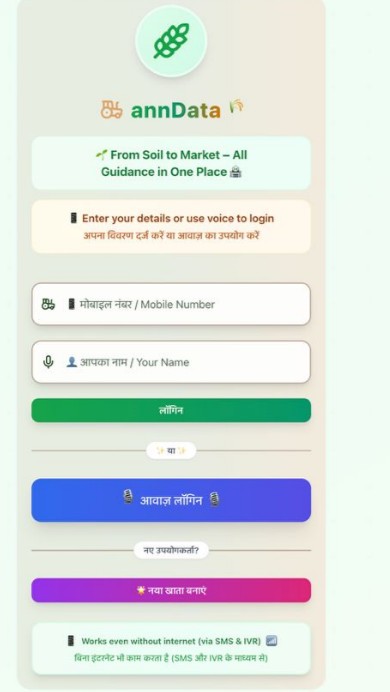 annData
From Soil to Market – All
Guidance in One Place
Enter your details or use voice to login
अपना विवरण दर्ज करें या आवाज़ का उपयोग करें
मोबाइल नंबर / Mobile Number
आपका नाम / Your Name
लॉगिन
या
आवाज़ लॉगिन
नए उपयोगकर्ता?
नया खाता बनाएं
Works even without internet (via SMS & IVR)
बिना इंटरनेट भी काम करता है (SMS और IVR के माध्यम से)